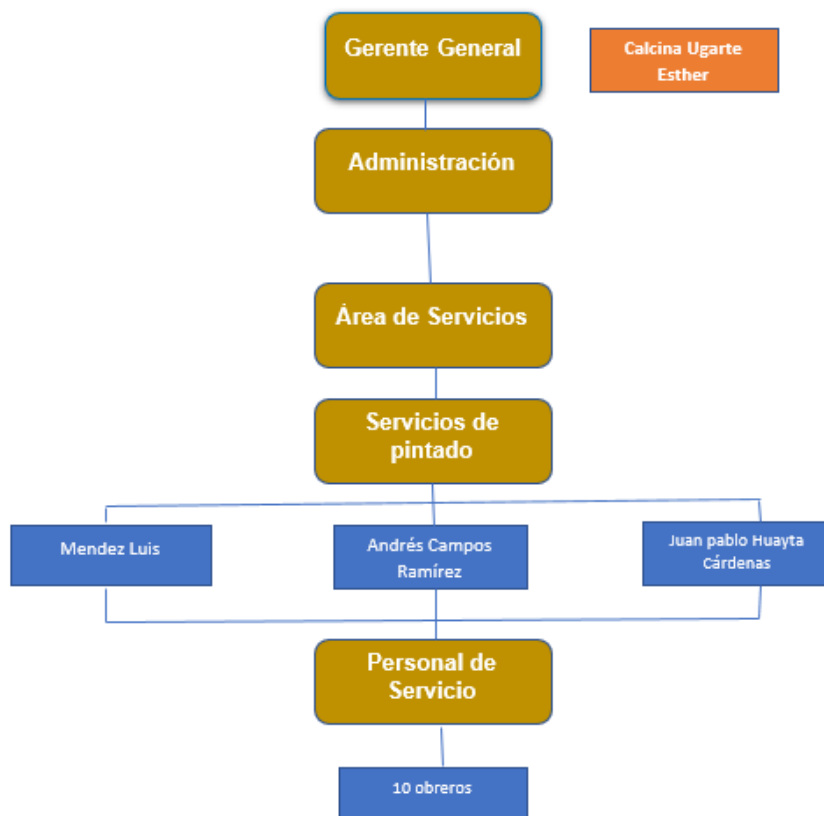 Gerente General
Calcina Ugarte
Esther
Administración
Área de Servicios
Servicios de
pintado
Mendez Luis
Andrés Campos
Ramírez
Juan pablo Huayta
Cárdenas
Personal de
Servicio
10 obreros